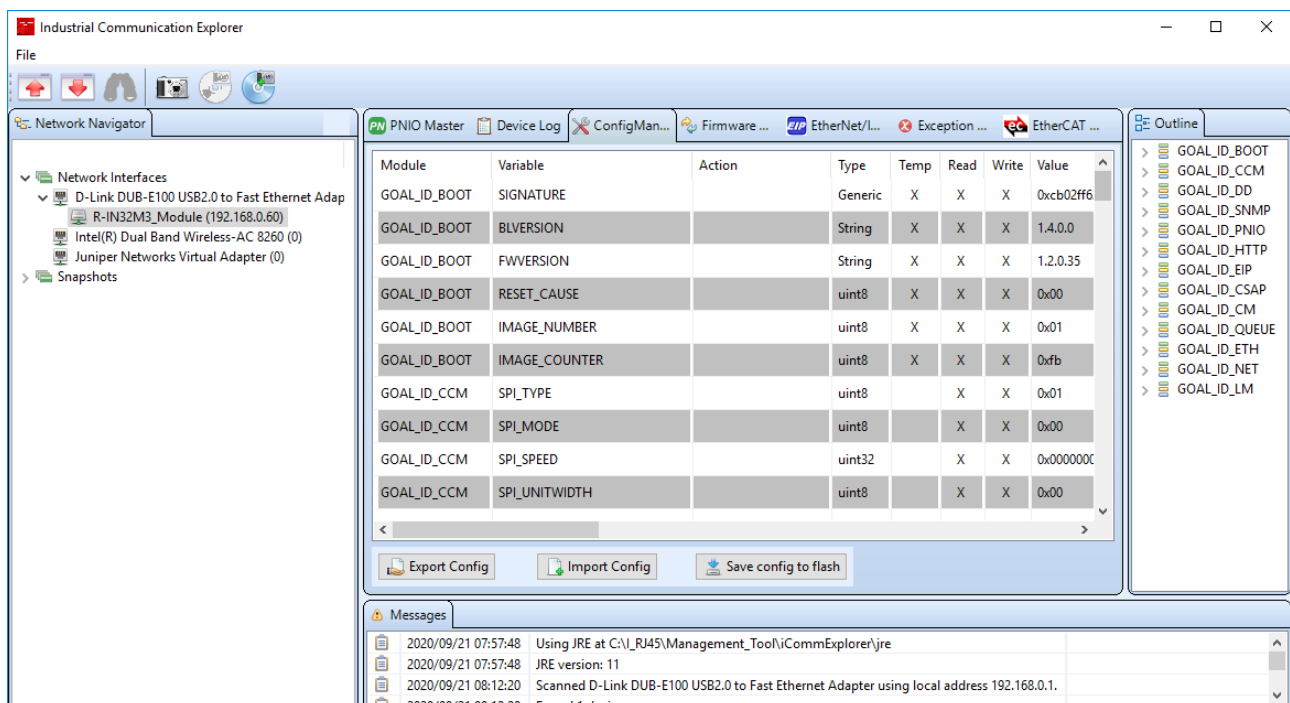 Industrial Communication Explorer
File
Network Navigator
Network Interfaces
D-Link DUB-E100 USB2.0 to Fast Ethernet Adap
R-IN32M3_Module (192.168.0.60)
Intel(R) Dual Band Wireless-AC 8260 (0)
Juniper Networks Virtual Adapter (0)
Snapshots
PN PNIO Master Device Log ConfigMan... Firmware ... EIP EtherNet/I... Exception ... EtherCAT ...
Module Variable Action Type Temp Read Write Value
GOAL_ID_BOOT SIGNATURE Generic X X X 0xcb02ff6
GOAL_ID_BOOT BLVERSION String X X X 1.4.0.0
GOAL_ID_BOOT FWVERSION String X X X 1.2.0.35
GOAL_ID_BOOT RESET_CAUSE uint8 X X X 0x00
GOAL_ID_BOOT IMAGE_NUMBER uint8 X X X 0x01
GOAL_ID_BOOT IMAGE_COUNTER uint8 X X X 0xfb
GOAL_ID_CCM SPI_TYPE uint8 X X 0x01
GOAL_ID_CCM SPI_MODE uint8 X X 0x00
GOAL_ID_CCM SPI_SPEED uint32 X X 0x0000000
GOAL_ID_CCM SPI_UNITWIDTH uint8 X X 0x00
Export Config Import Config Save config to flash
Outline
GOAL_ID_BOOT
GOAL_ID_CCM
GOAL_ID_DD
GOAL_ID_SNMP
GOAL_ID_PNIO
GOAL_ID_HTTP
GOAL_ID_EIP
GOAL_ID_CSAP
GOAL_ID_CM
GOAL_ID_QUEUE
GOAL_ID_ETH
GOAL_ID_NET
GOAL_ID_LM
Messages
2020/09/21 07:57:48 Using JRE at C:\I_RJ45\Management_Tool\iCommExplorer\jre
2020/09/21 07:57:48 JRE version: 11
2020/09/21 08:12:20 Scanned D-Link DUB-E100 USB2.0 to Fast Ethernet Adapter using local address 192.168.0.1.